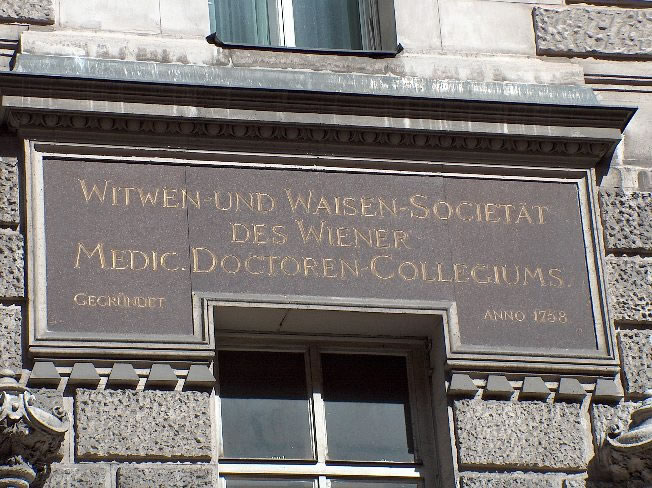 WITWEN-UND WAISEN-SOCIETÄT
DES WIENER
MEDIC. DOCTOREN-COLLEGIUMS.
GEGRÜNDET ANNO 1758